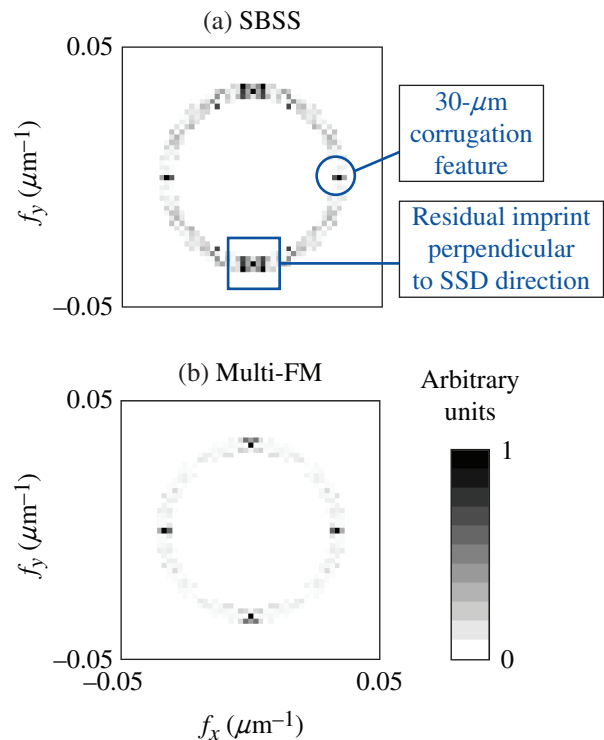 (a) SBSS
0.05
f_y (μm⁻¹)
–0.05
30-μm
corrugation
feature
Residual imprint
perpendicular
to SSD direction
(b) Multi-FM
0.05
f_y (μm⁻¹)
–0.05
–0.05
0.05
f_x (μm⁻¹)
Arbitrary
units
1
0